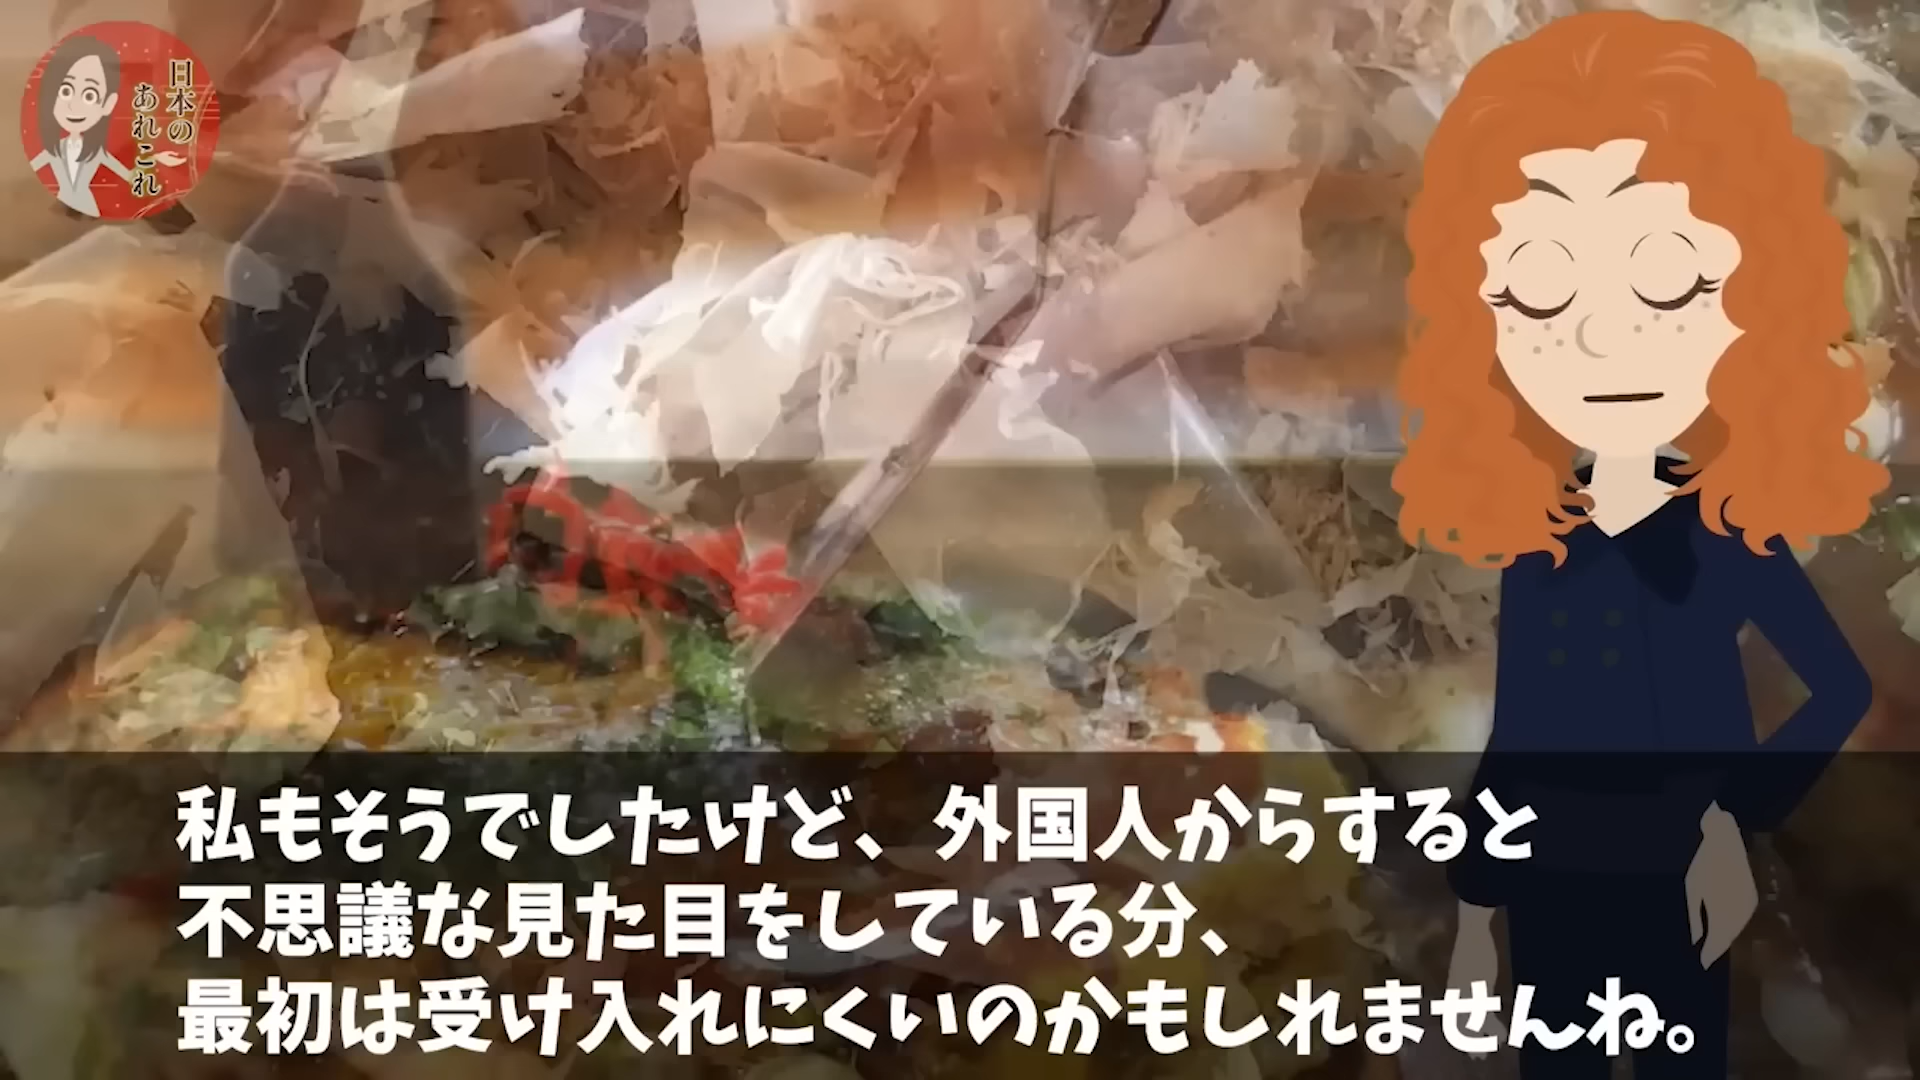 日本の
あれこれ
私もそうでしたけど、外国人からすると
不思議な見た目をしている分、
最初は受け入れにくいのかもしれませんね。